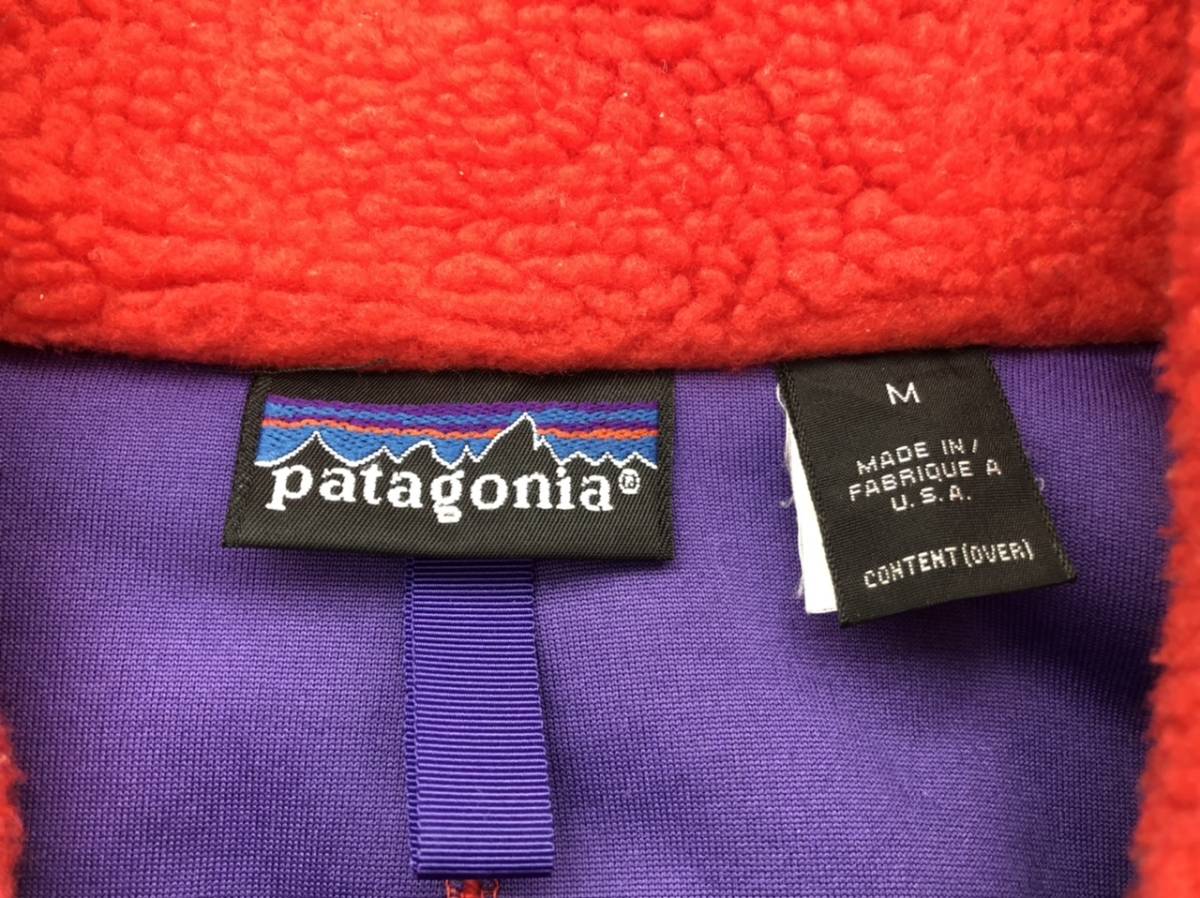 patagonia®
M
MADE IN/
FABRIQUE A
U.S.A.
CONTENT(OVER)